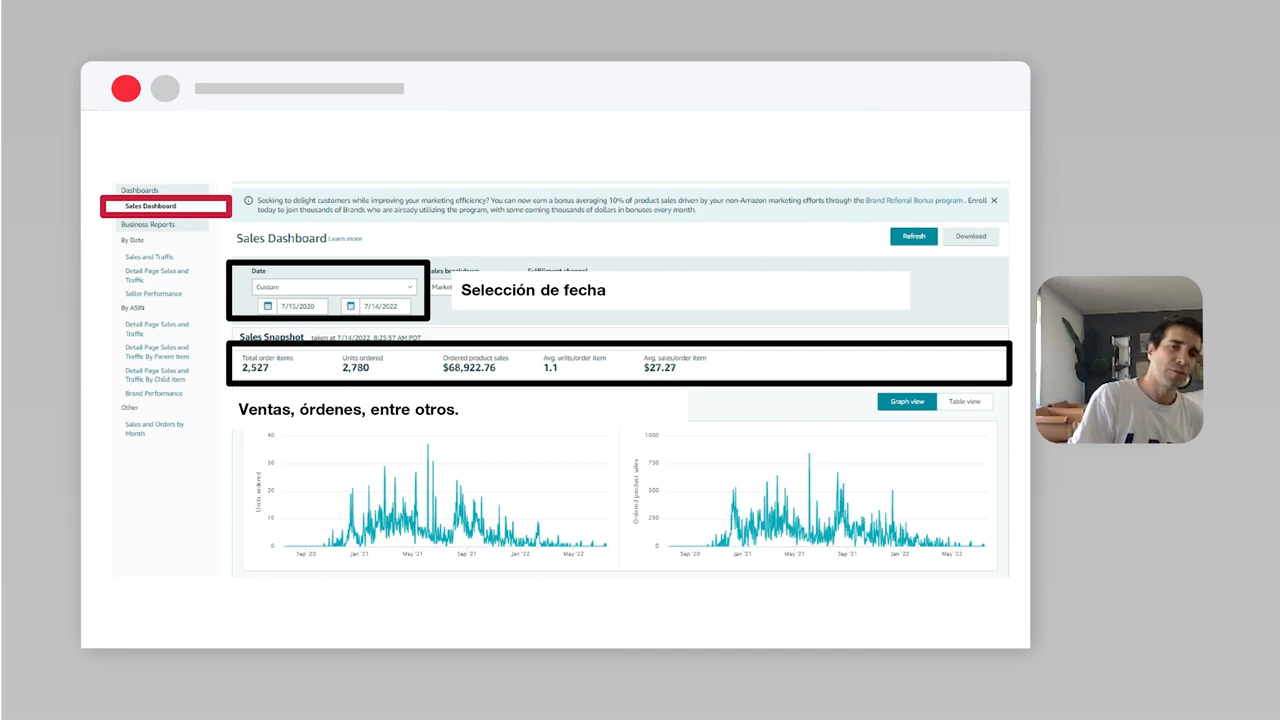 Dashboards
Sales Dashboard
Business Reports
By Date
Sales and Traffic
Detail Page Sales and
Traffic
Seller Performance
By ASIN
Detail Page Sales and
Traffic
Detail Page Sales and
Traffic By Parent Item
Detail Page Sales and
Traffic By Child Item
Brand Performance
Other
Sales and Orders by
Month
Seeking to delight customers while improving your marketing efficiency? You can now earn a bonus averaging 10% of product sales driven by your non-Amazon marketing efforts through the Brand Referral Bonus program. Enroll
today to join thousands of Brands who are already utilizing the program, with some earning thousands of dollars in bonuses every month.
Sales Dashboard Learn more
Refresh
Download
Date
Custom
7/15/2020
7/14/2022
Selección de fecha
Sales Snapshot taken at 7/14/2022, 8:25:37 AM PDT
Total order items
2,527
Units ordered
2,780
Ordered product sales
$68,922.76
Avg. units/order item
1.1
Avg. sales/order item
$27.27
Ventas, órdenes, entre otros.
Graph view
Table view
Units ordered
40
30
20
10
0
Sep '20 Jan '21 May '21 Sep '21 Jan '22 May '22
Ordered product sales
1000
750
500
250
0
Sep '20 Jan '21 May '21 Sep '21 Jan '22 May '22